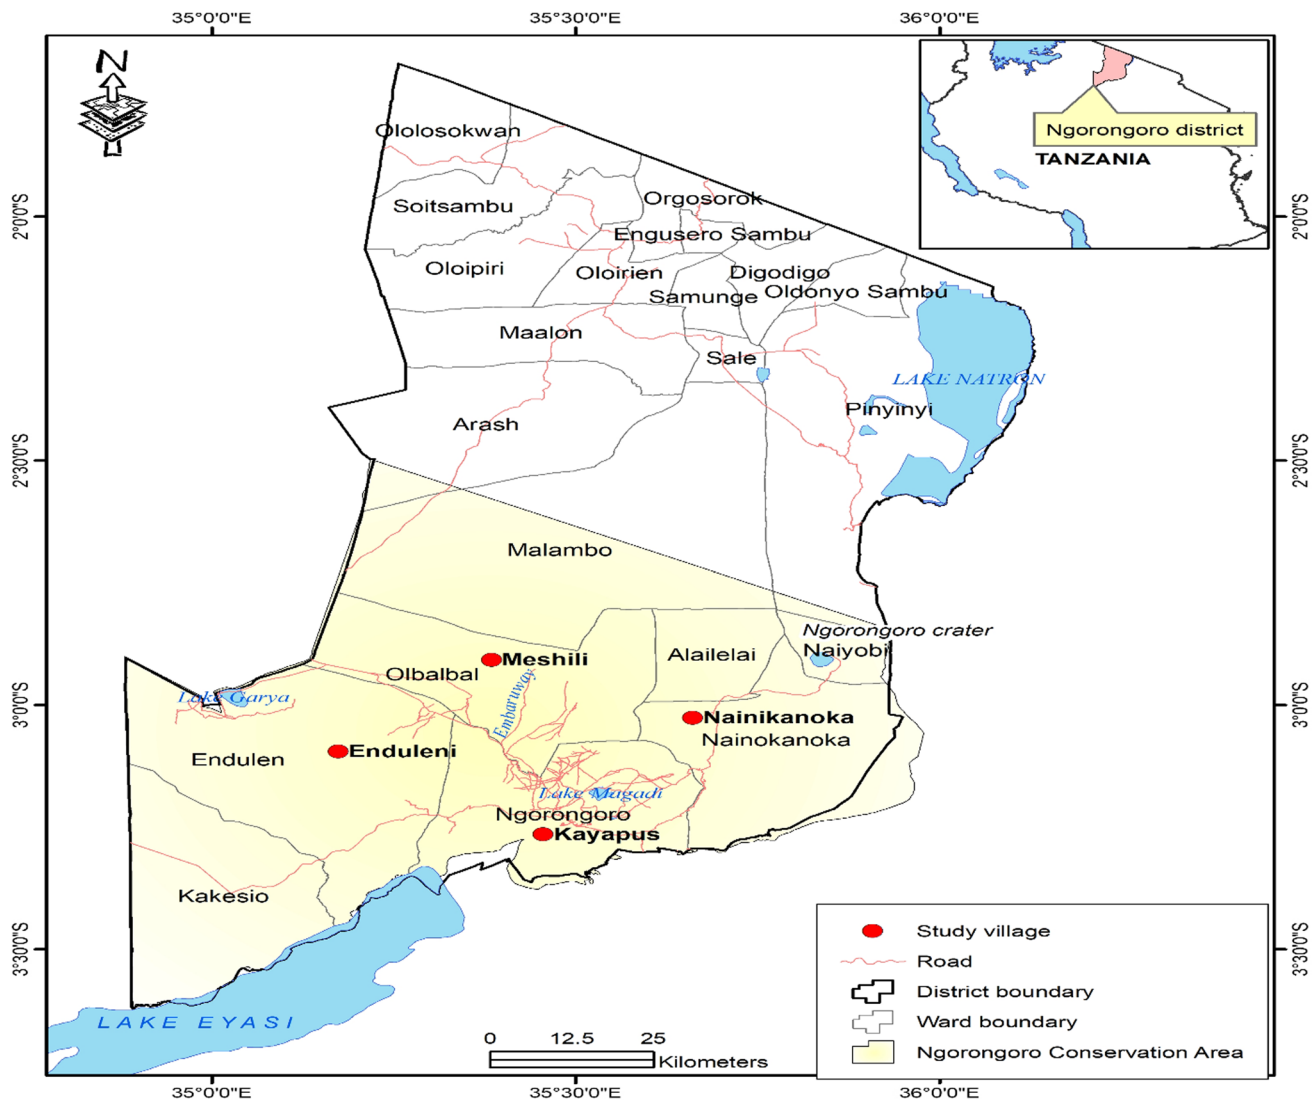 35°0'0"E
35°30'0"E
36°0'0"E
N
Ngorongoro district
TANZANIA
Ololosokwan
Soitsambu
Orgosorok
2°0'0"S
2°0'0"S
Engusero Sambu
Oloipiri
Oloirien
Digodigo
Samunge
Oldonyo Sambu
Maalon
Sale
LAKE NATRON
Pinyinyi
Arash
2°30'0"S
2°30'0"S
Malambo
Ngorongoro crater
Naiyobi
Alailelai
Meshili
Olbalbal
Embaruway
Lake Garya
3°0'0"S
3°0'0"S
Nainikanoka
Nainokanoka
Enduleni
Endulen
Lake Magadi
Ngorongoro
Kayapus
Kakesio
3°30'0"S
3°30'0"S
LAKE EYASI
Study village
Road
District boundary
Ward boundary
Ngorongoro Conservation Area
0 12.5 25
Kilometers
35°0'0"E
35°30'0"E
36°0'0"E